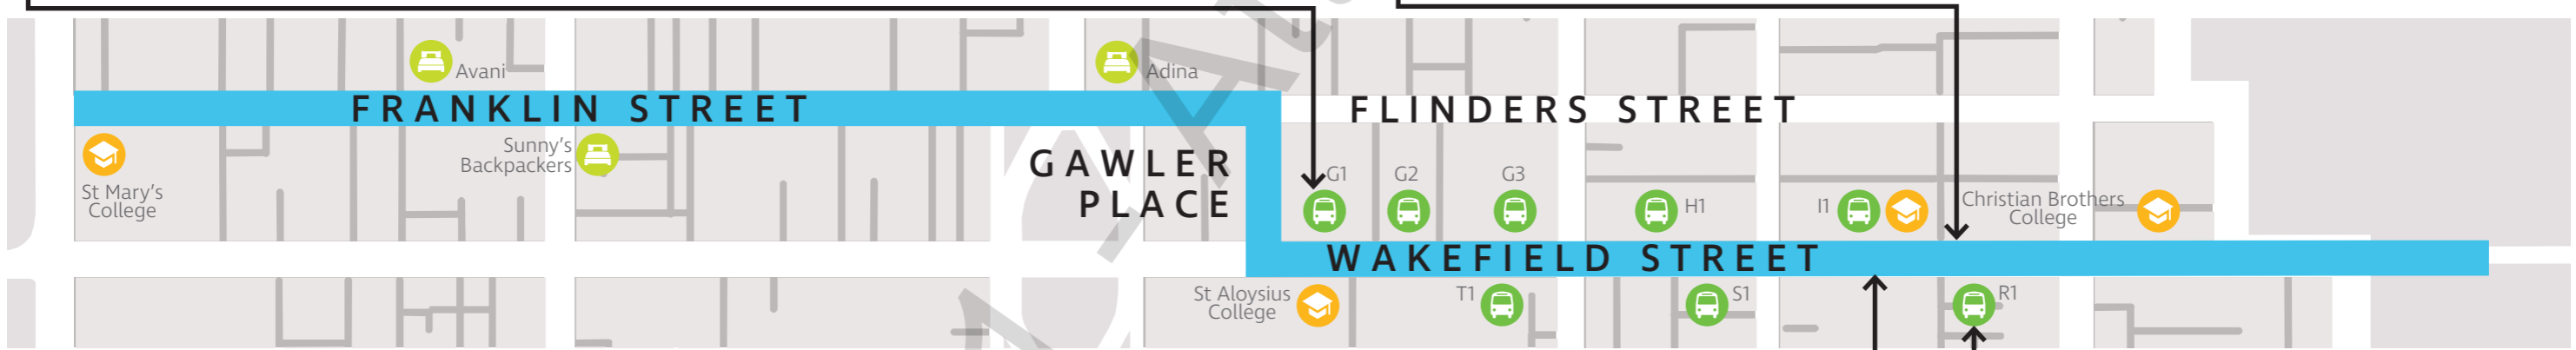 Avani
Adina
FRANKLIN STREET
FLINDERS STREET
Sunny's
Backpackers
St Mary's
College
GAWLER
PLACE
G1
G2
G3
H1
I1
Christian Brothers
College
WAKEFIELD STREET
St Aloysius
College
T1
S1
R1